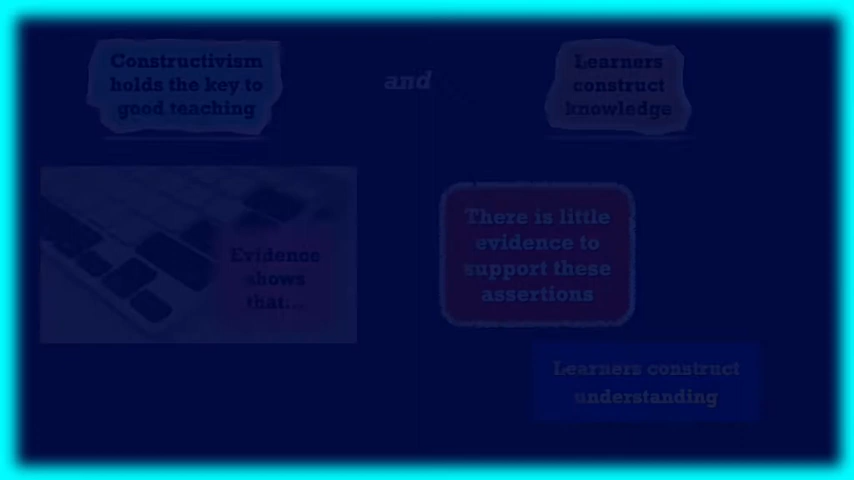 Constructivism
holds the key to
good teaching
and
Learners
construct
knowledge
Evidence
shows
that...
There is little
evidence to
support these
assertions
Learners construct
understanding